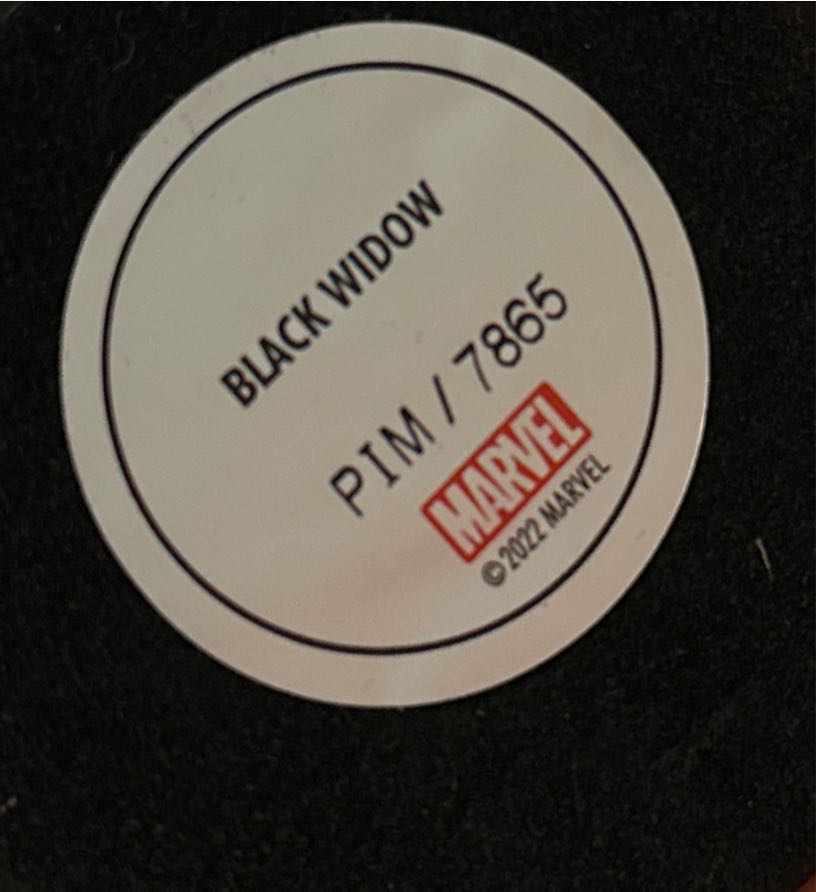 BLACK WIDOW
PIM / 7865
MARVEL
© 2022 MARVEL